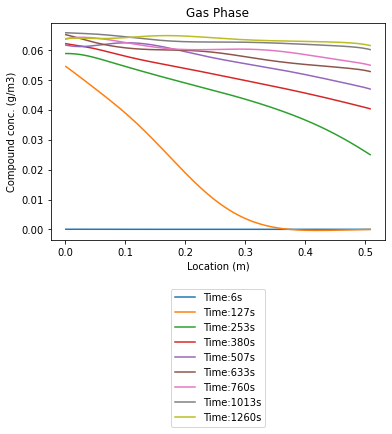 Gas Phase
Compound conc. (g/m3)
0.06
0.05
0.04
0.03
0.02
0.01
0.00
0.0 0.1 0.2 0.3 0.4 0.5
Location (m)
Time:6s
Time:127s
Time:253s
Time:380s
Time:507s
Time:633s
Time:760s
Time:1013s
Time:1260s